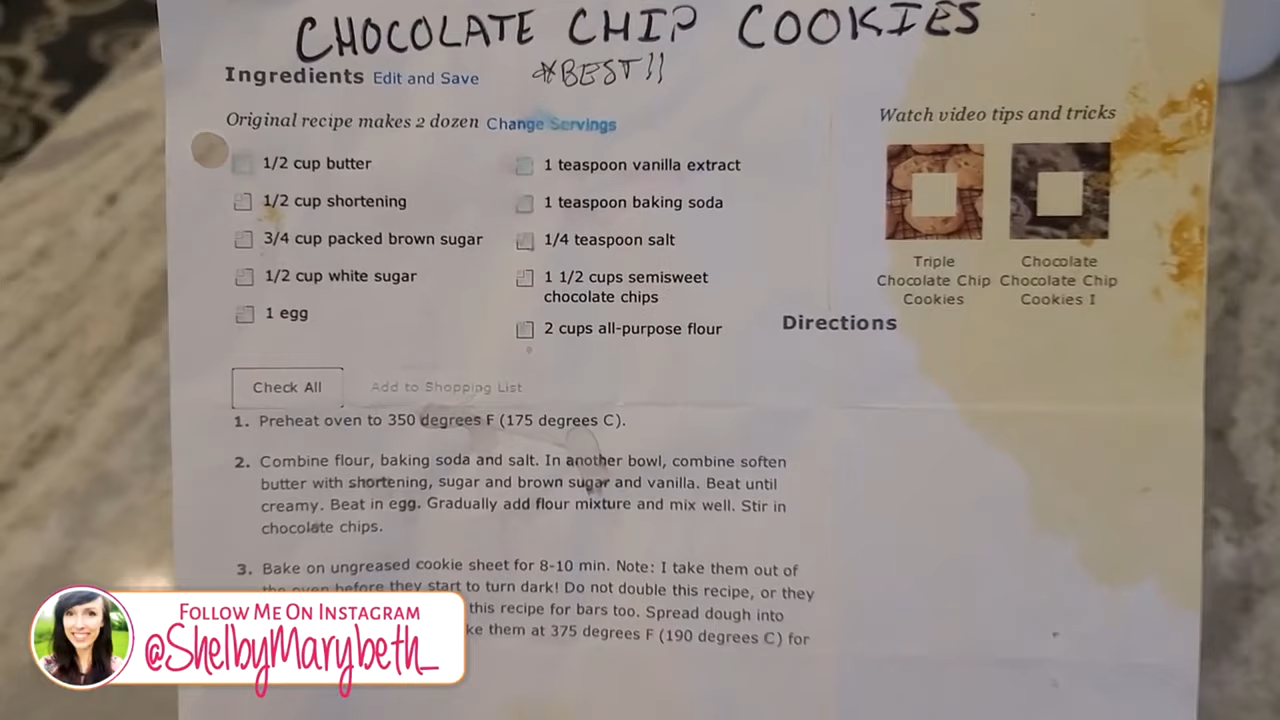 CHOCOLATE CHIP COOKIES
*BEST!!
Ingredients Edit and Save
Original recipe makes 2 dozen Change Servings
1/2 cup butter
1/2 cup shortening
3/4 cup packed brown sugar
1/2 cup white sugar
1 egg
1 teaspoon vanilla extract
1 teaspoon baking soda
1/4 teaspoon salt
1 1/2 cups semisweet
chocolate chips
2 cups all-purpose flour
Watch video tips and tricks
Triple
Chocolate Chip
Cookies
Chocolate
Chocolate Chip
Cookies I
Directions
Check All
Add to Shopping List
1. Preheat oven to 350 degrees F (175 degrees C).
2. Combine flour, baking soda and salt. In another bowl, combine soften
butter with shortening, sugar and brown sugar and vanilla. Beat until
creamy. Beat in egg. Gradually add flour mixture and mix well. Stir in
chocolate chips.
3. Bake on ungreased cookie sheet for 8-10 min. Note: I take them out of
the oven before they start to turn dark! Do not double this recipe, or they
this recipe for bars too. Spread dough into
them at 375 degrees F (190 degrees C) for
Follow Me On Instagram
@ShelbyMarybeth_